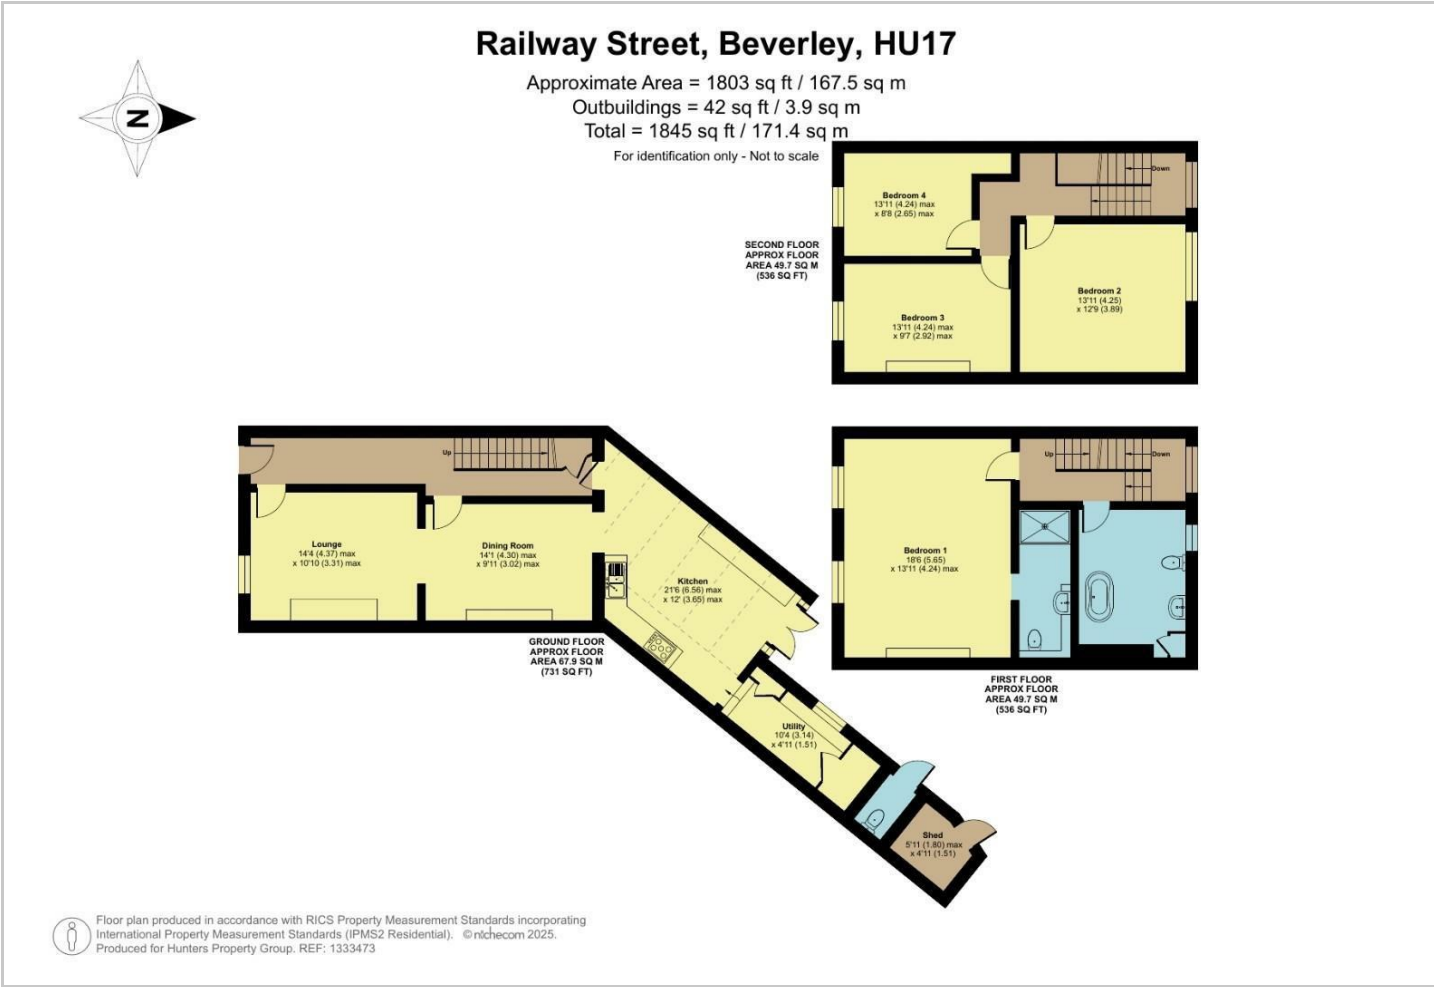 Railway Street, Beverley, HU17
Approximate Area = 1803 sq ft / 167.5 sq m
Outbuildings = 42 sq ft / 3.9 sq m
Total = 1845 sq ft / 171.4 sq m
For identification only - Not to scale
N
SECOND FLOOR
APPROX FLOOR
AREA 49.7 SQ M
(536 SQ FT)
Bedroom 4
13'11 (4.24) max
x 8'8 (2.65) max
Down
Bedroom 3
13'11 (4.24) max
x 9'7 (2.92) max
Bedroom 2
13'11 (4.25)
x 12'9 (3.89)
Up
Lounge
14'4 (4.37) max
x 10'10 (3.31) max
Dining Room
14'1 (4.30) max
x 9'11 (3.02) max
Kitchen
21'6 (6.56) max
x 12' (3.65) max
GROUND FLOOR
APPROX FLOOR
AREA 67.9 SQ M
(731 SQ FT)
Utility
10'4 (3.14)
x 4'11 (1.51)
Shed
5'11 (1.80) max
x 4'11 (1.51)
Up
Down
Bedroom 1
18'6 (5.65)
x 13'11 (4.24) max
FIRST FLOOR
APPROX FLOOR
AREA 49.7 SQ M
(536 SQ FT)
Floor plan produced in accordance with RICS Property Measurement Standards incorporating
International Property Measurement Standards (IPMS2 Residential). © nichecom 2025.
Produced for Hunters Property Group. REF: 1333473